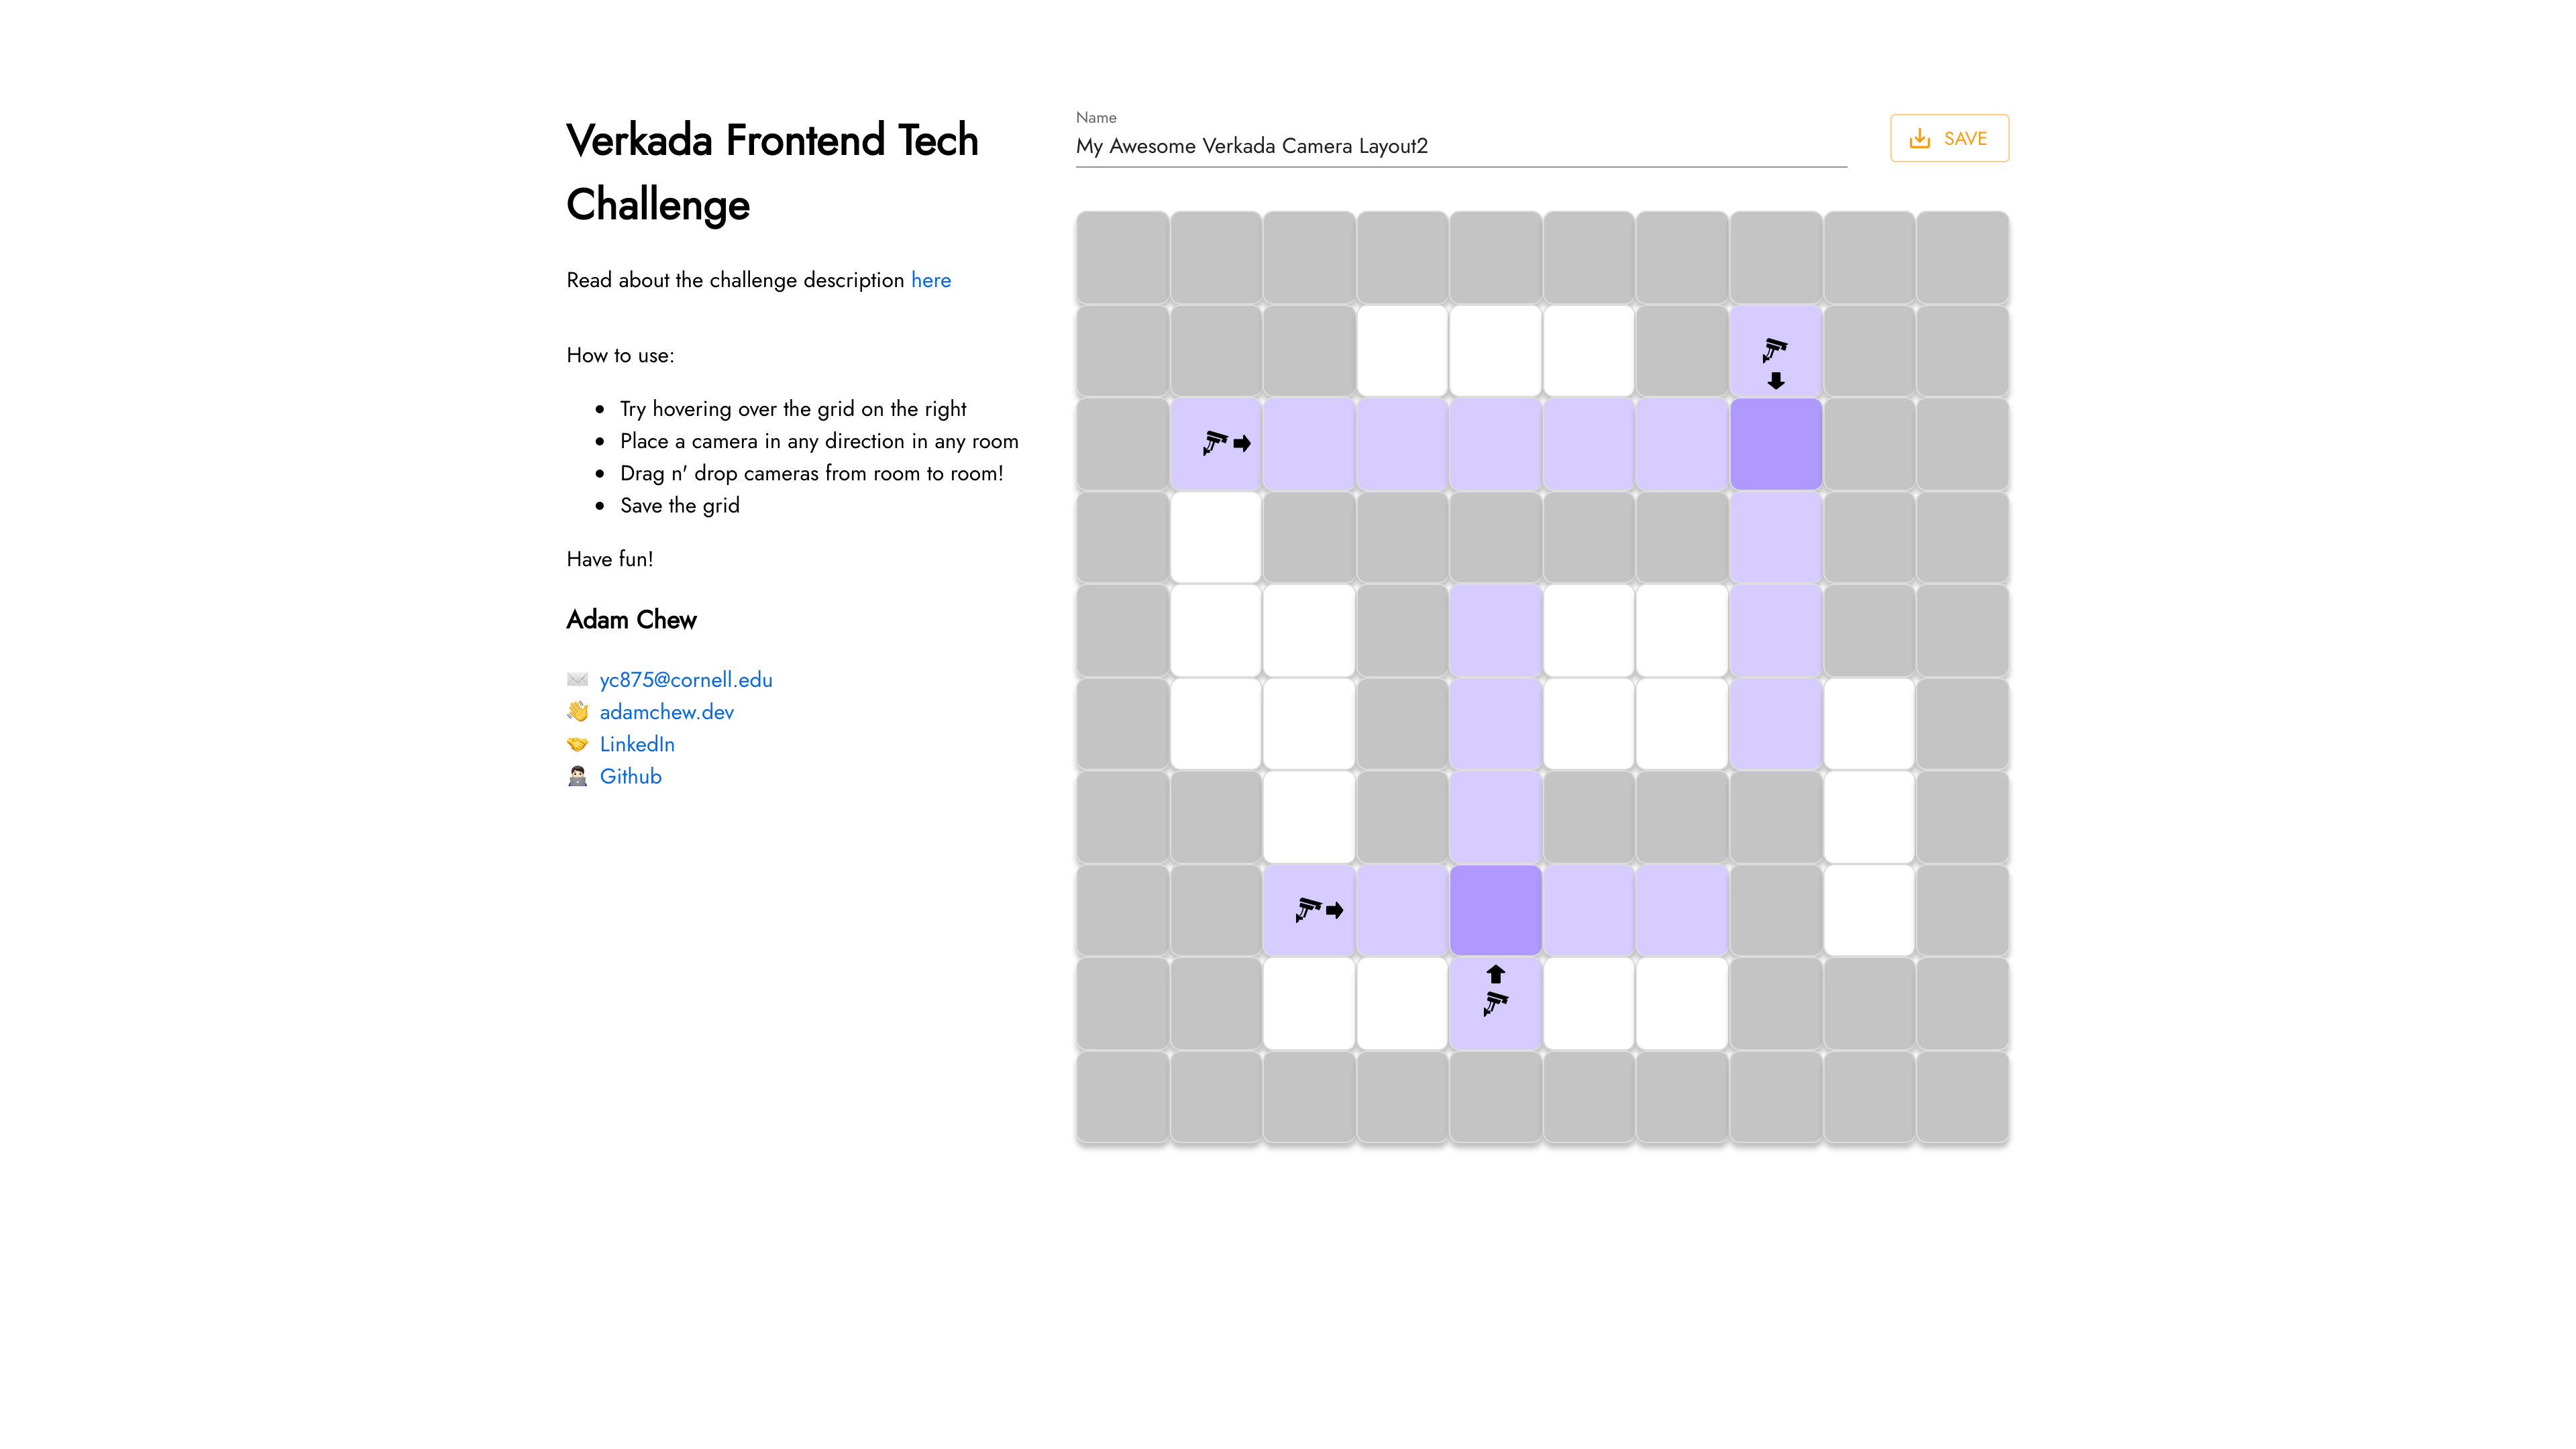 Verkada Frontend Tech
Challenge
Read about the challenge description here
How to use:
Try hovering over the grid on the right
Place a camera in any direction in any room
Drag n' drop cameras from room to room!
Save the grid
Have fun!
Adam Chew
yc875@cornell.edu
adamchew.dev
LinkedIn
Github
Name
My Awesome Verkada Camera Layout2
SAVE